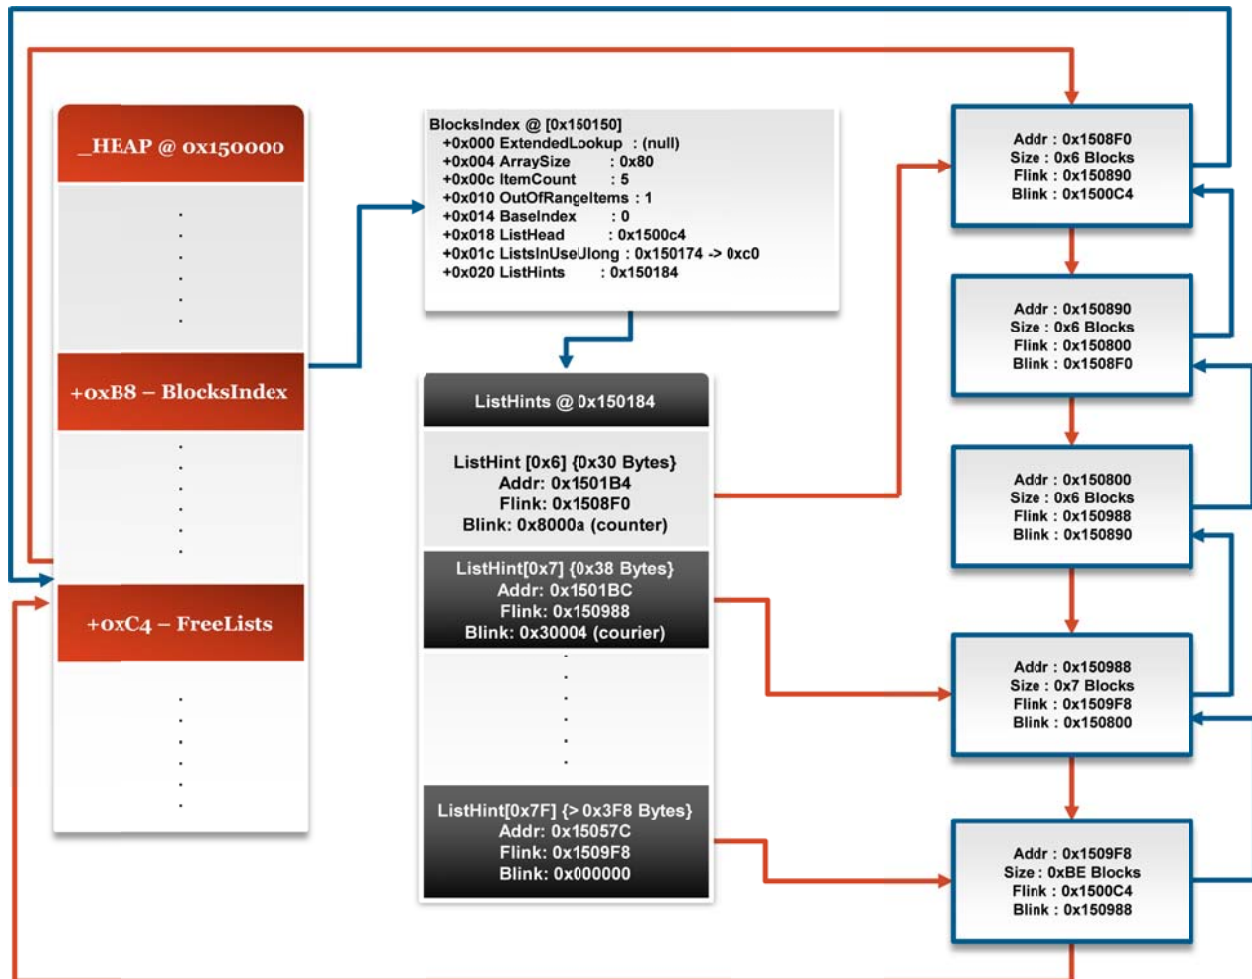 _HEAP @ 0x150000
+0xB8 – BlocksIndex
+0xC4 – FreeLists
BlocksIndex @ [0x150150]
+0x000 ExtendedLookup : (null)
+0x004 ArraySize : 0x80
+0x00c ItemCount : 5
+0x010 OutOfRangeItems : 1
+0x014 BaseIndex : 0
+0x018 ListHead : 0x1500c4
+0x01c ListsInUseUlong : 0x150174 -> 0xc0
+0x020 ListHints : 0x150184
ListHints @ 0x150184
ListHint [0x6] {0x30 Bytes}
Addr: 0x1501B4
Flink: 0x1508F0
Blink: 0x8000a (counter)
ListHint[0x7] {0x38 Bytes}
Addr: 0x1501BC
Flink: 0x150988
Blink: 0x30004 (courier)
ListHint[0x7F] {> 0x3F8 Bytes}
Addr: 0x15057C
Flink: 0x1509F8
Blink: 0x000000
Addr : 0x1508F0
Size : 0x6 Blocks
Flink : 0x150890
Blink : 0x1500C4
Addr : 0x150890
Size : 0x6 Blocks
Flink : 0x150800
Blink : 0x1508F0
Addr : 0x150800
Size : 0x6 Blocks
Flink : 0x150988
Blink : 0x150890
Addr : 0x150988
Size : 0x7 Blocks
Flink : 0x1509F8
Blink : 0x150800
Addr : 0x1509F8
Size : 0xBE Blocks
Flink : 0x1500C4
Blink : 0x150988